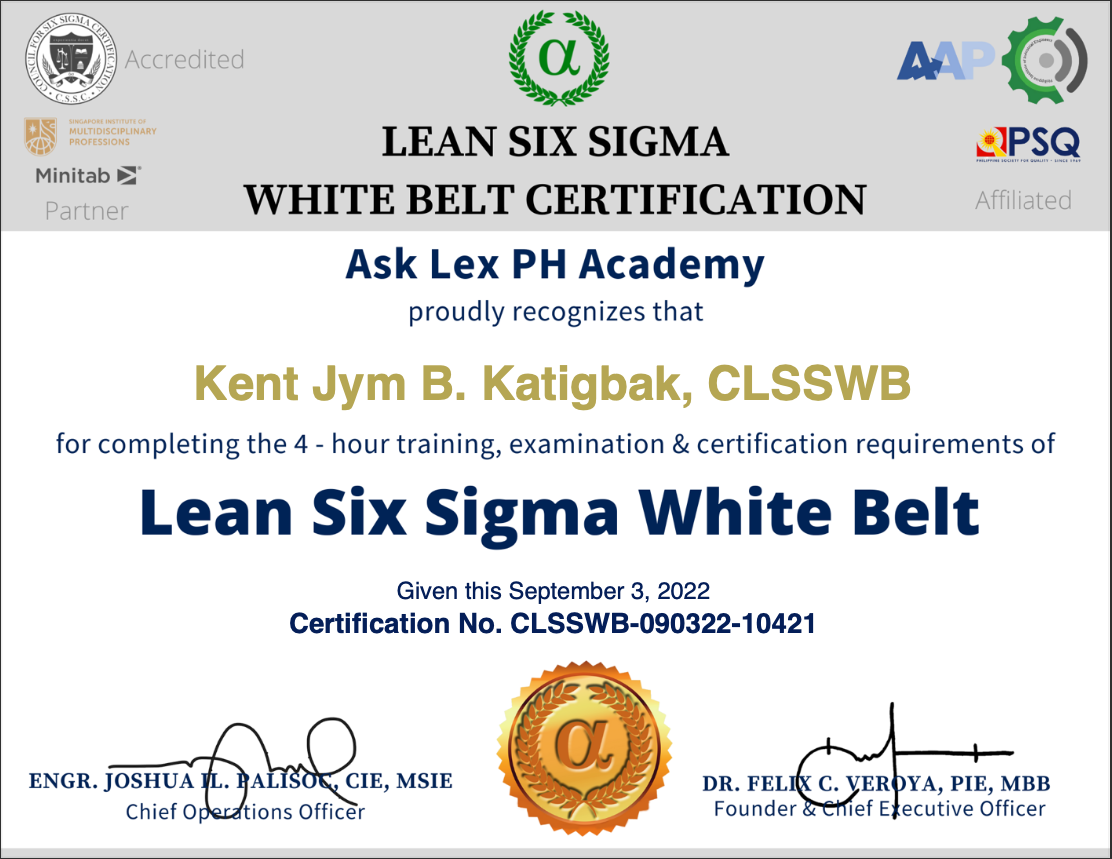 COUNCIL FOR SIX SIGMA CERTIFICATION
C.S.S.C.
Accredited
SINGAPORE INSTITUTE OF
MULTIDISCIPLINARY
PROFESSIONS
Minitab
Partner
α
LEAN SIX SIGMA
WHITE BELT CERTIFICATION
AAP
PSQ
PHILIPPINE SOCIETY FOR QUALITY - SINCE 1969
Affiliated
Ask Lex PH Academy
proudly recognizes that
Kent Jym B. Katigbak, CLSSWB
for completing the 4 - hour training, examination & certification requirements of
Lean Six Sigma White Belt
Given this September 3, 2022
Certification No. CLSSWB-090322-10421
α
ENGR. JOSHUA IL. PALISOC, CIE, MSIE
Chief Operations Officer
DR. FELIX C. VEROYA, PIE, MBB
Founder & Chief Executive Officer